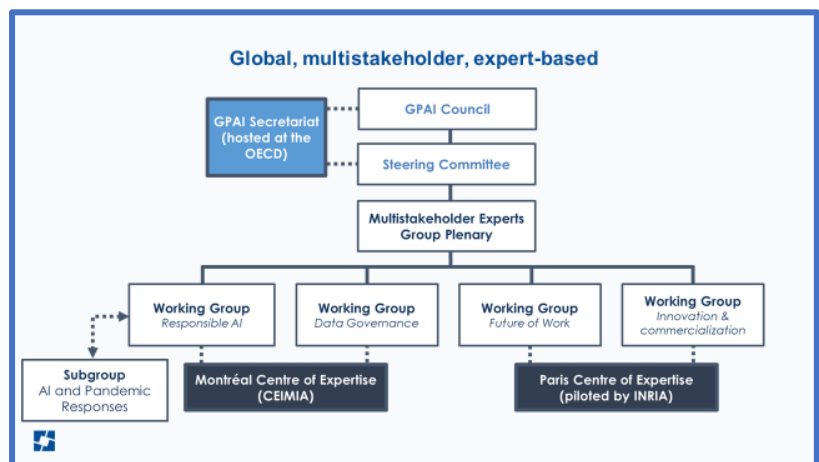 Global, multistakeholder, expert-based
GPAI Secretariat
(hosted at the
OECD)
GPAI Council
Steering Committee
Multistakeholder Experts
Group Plenary
Working Group
Responsible AI
Working Group
Data Governance
Working Group
Future of Work
Working Group
Innovation &
commercialization
Subgroup
AI and Pandemic
Responses
Montréal Centre of Expertise
(CEIMIA)
Paris Centre of Expertise
(piloted by INRIA)